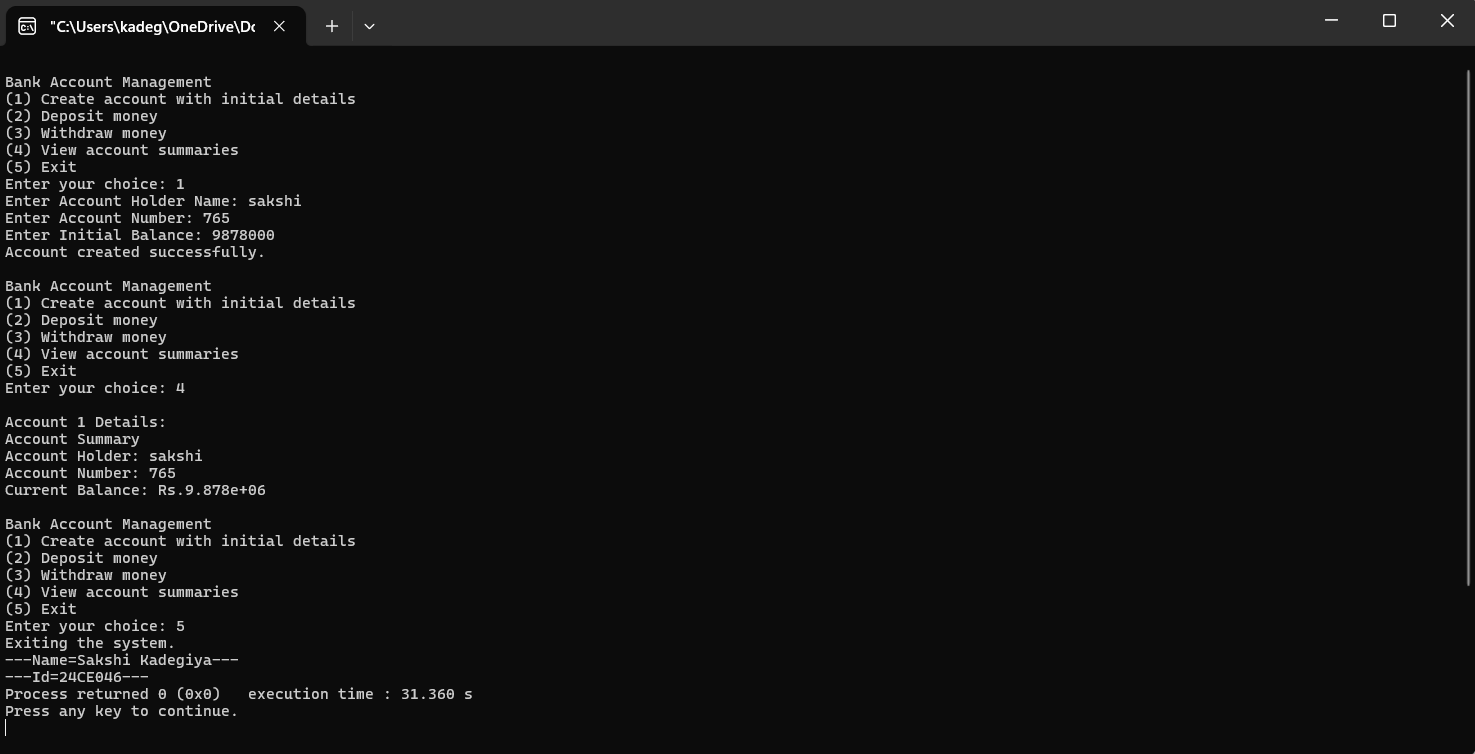 "C:\Users\kadeg\OneDrive\Dc
Bank Account Management
(1) Create account with initial details
(2) Deposit money
(3) Withdraw money
(4) View account summaries
(5) Exit
Enter your choice: 1
Enter Account Holder Name: sakshi
Enter Account Number: 765
Enter Initial Balance: 9878000
Account created successfully.
Bank Account Management
(1) Create account with initial details
(2) Deposit money
(3) Withdraw money
(4) View account summaries
(5) Exit
Enter your choice: 4
Account 1 Details:
Account Summary
Account Holder: sakshi
Account Number: 765
Current Balance: Rs.9.878e+06
Bank Account Management
(1) Create account with initial details
(2) Deposit money
(3) Withdraw money
(4) View account summaries
(5) Exit
Enter your choice: 5
Exiting the system.
---Name=Sakshi Kadegiya---
---Id=24CE046---
Process returned 0 (0x0)   execution time : 31.360 s
Press any key to continue.